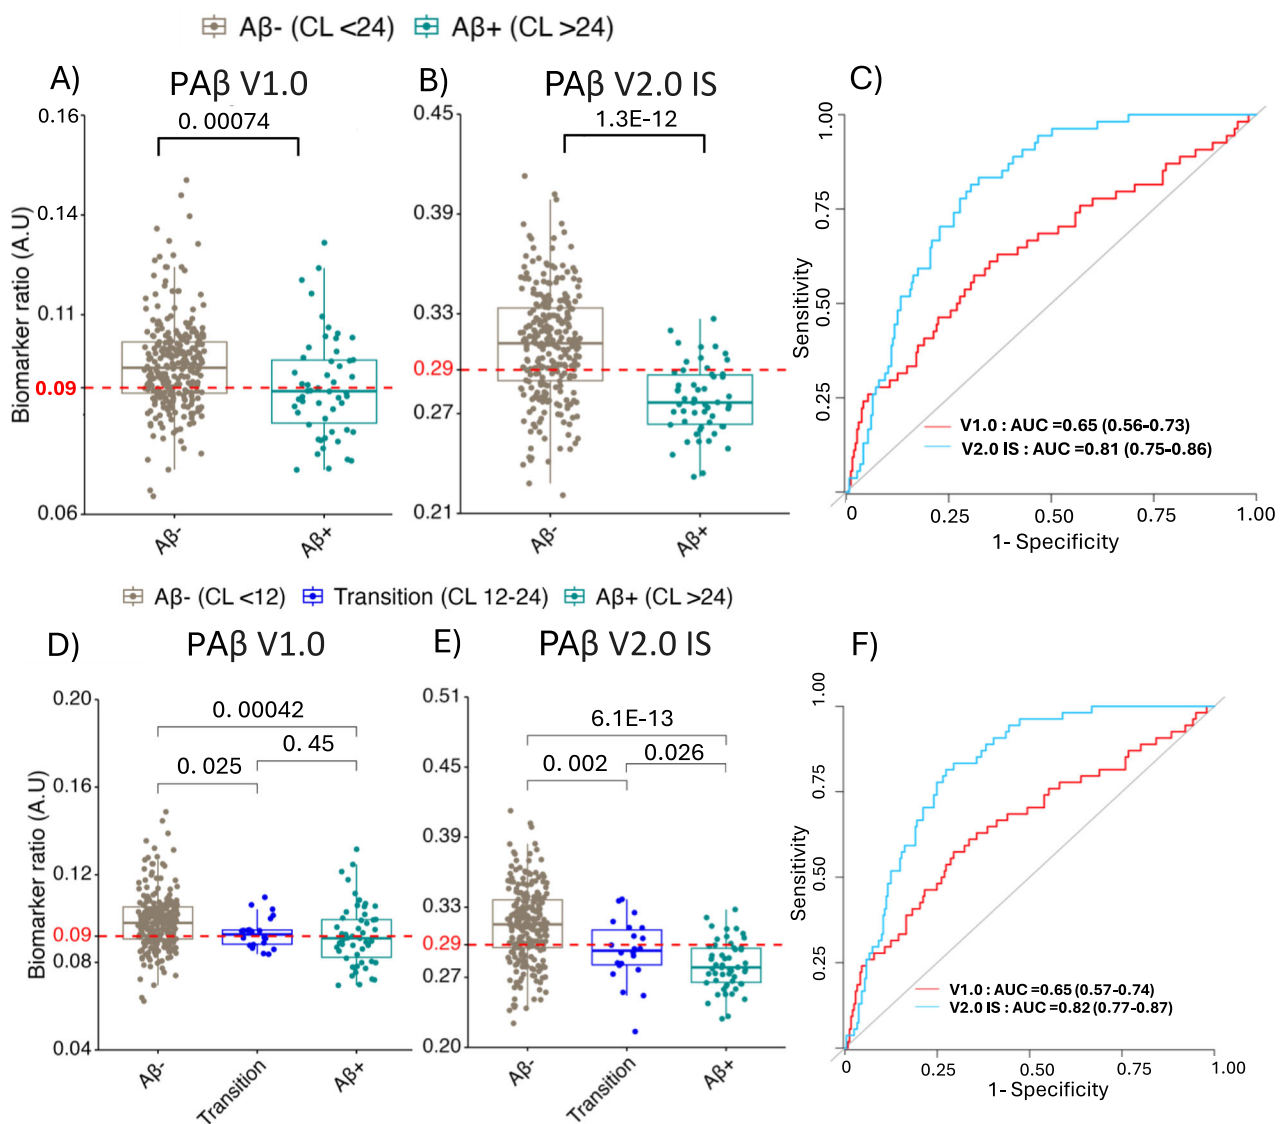 Aβ- (CL <24) Aβ+ (CL >24)
A) PAβ V1.0
0. 00074
Biomarker ratio (A.U)
0.16
0.14
0.11
0.09
0.06
Aβ- Aβ+
B) PAβ V2.0 IS
1.3E-12
0.45
0.39
0.33
0.29
0.27
0.21
Aβ- Aβ+
C)
Sensitivity
1.00
0.75
0.50
0.25
V1.0 : AUC =0.65 (0.56-0.73)
V2.0 IS : AUC =0.81 (0.75-0.86)
0 0.25 0.50 0.75 1.00
1- Specificity
Aβ- (CL <12) Transition (CL 12-24) Aβ+ (CL >24)
D) PAβ V1.0
0. 00042
0. 45
0. 025
Biomarker ratio (A.U)
0.20
0.16
0.12
0.09
0.08
0.04
Aβ- Transition Aβ+
E) PAβ V2.0 IS
6.1E-13
0.026
0.002
0.51
0.45
0.39
0.33
0.29
0.27
0.20
Aβ- Transition Aβ+
F)
Sensitivity
1.00
0.75
0.50
0.25
V1.0 : AUC =0.65 (0.57-0.74)
V2.0 IS : AUC =0.82 (0.77-0.87)
0 0.25 0.50 0.75 1.00
1- Specificity